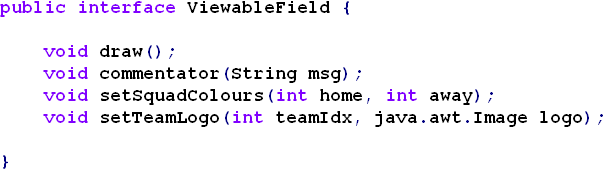 public interface ViewableField {
void draw();
void commentator(String msg);
void setSquadColours(int home, int away);
void setTeamLogo(int teamIdx, java.awt.Image logo);
}